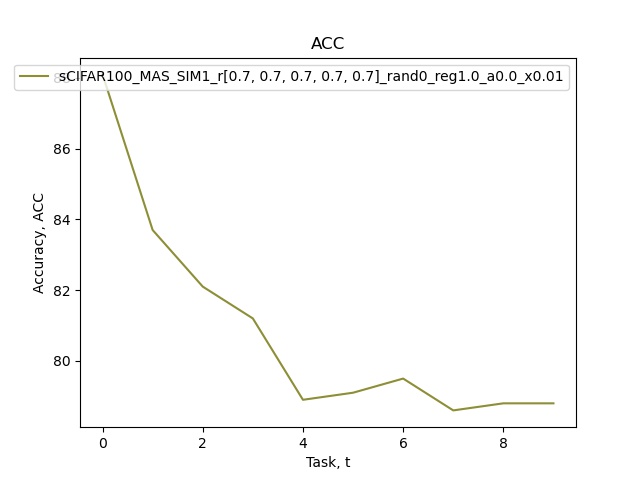 ACC
sCIFAR100_MAS_SIM1_r[0.7, 0.7, 0.7, 0.7, 0.7]_rand0_reg1.0_a0.0_x0.01
88
86
84
82
80
Accuracy, ACC
0 2 4 6 8
Task, t